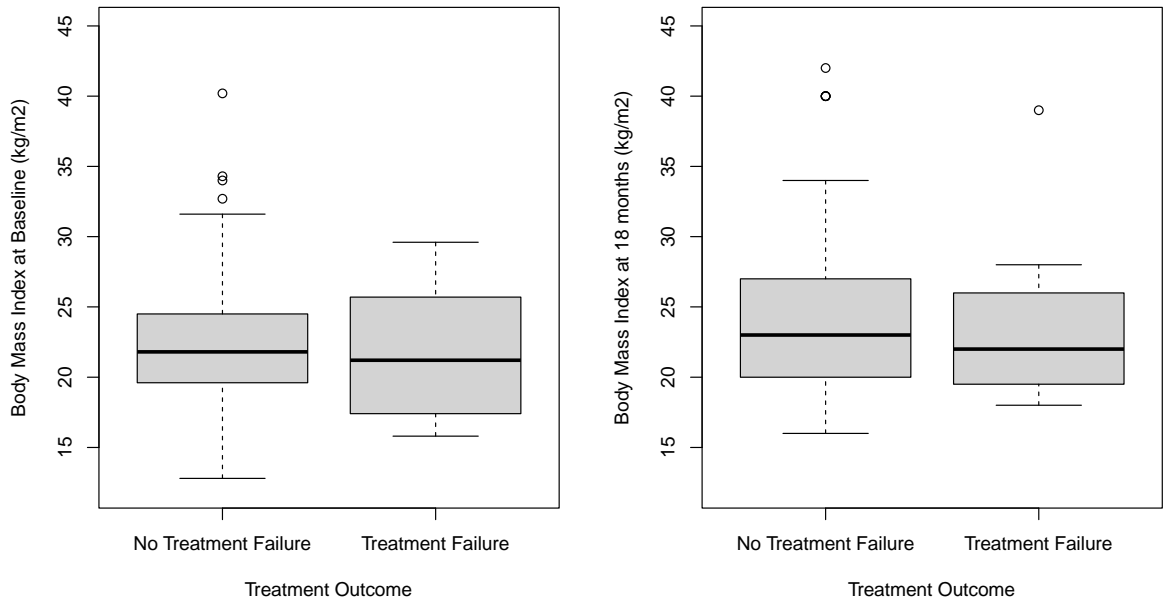 Body Mass Index at Baseline (kg/m2)
45
40
35
30
25
20
15
No Treatment Failure
Treatment Failure
Treatment Outcome
Body Mass Index at 18 months (kg/m2)
45
40
35
30
25
20
15
No Treatment Failure
Treatment Failure
Treatment Outcome